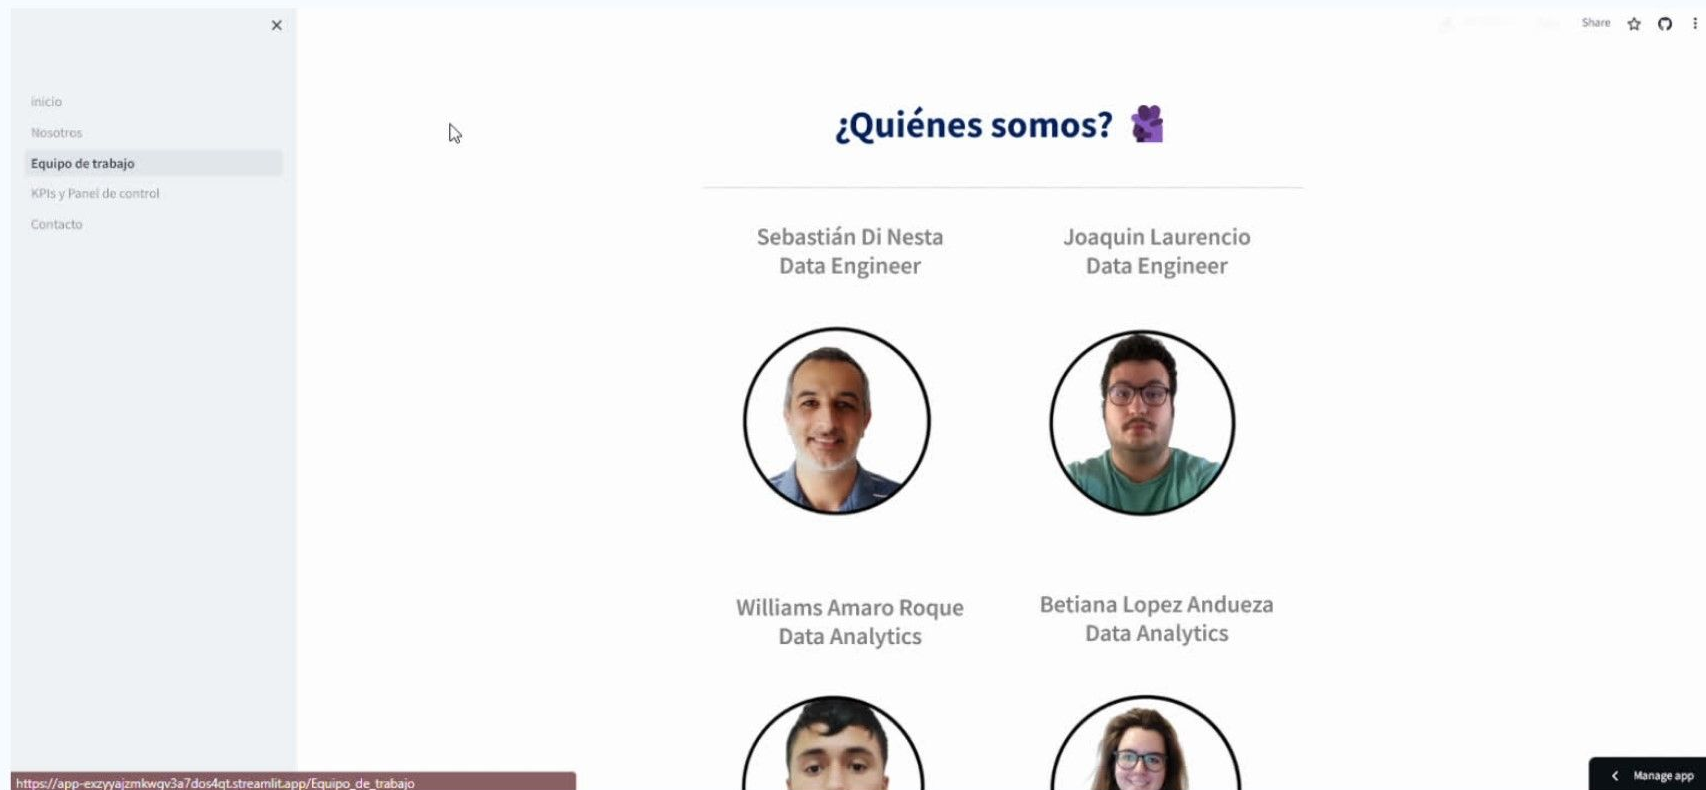 Share
inicio
Nosotros
Equipo de trabajo
KPIs y Panel de control
Contacto
¿Quiénes somos?
Sebastián Di Nesta
Data Engineer
Joaquin Laurencio
Data Engineer
Williams Amaro Roque
Data Analytics
Betiana Lopez Andueza
Data Analytics
https://app-exzyyajzmkwqv3a7dos4qt.streamlit.app/Equipo_de_trabajo
Manage app